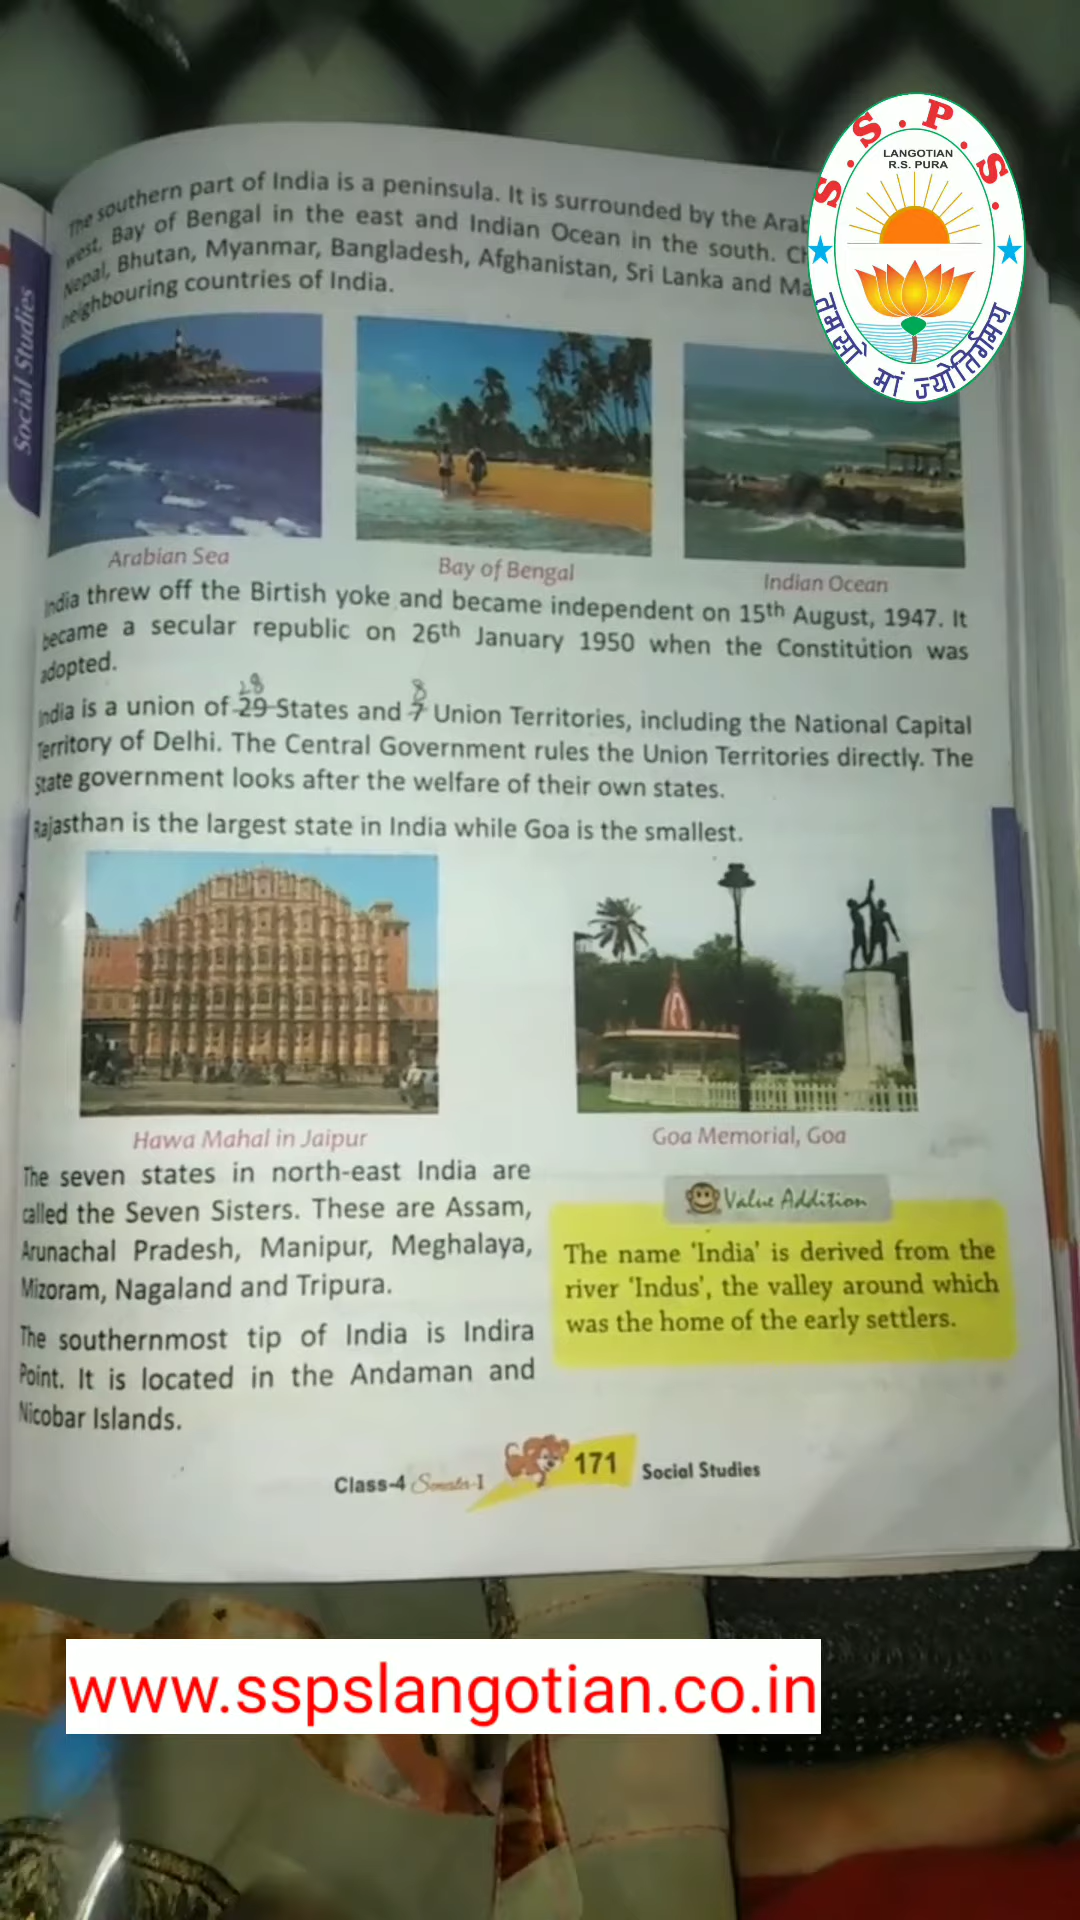 S.S.P.S.
LANGOTIAN
R.S. PURA
तमसो मां ज्योतिर्गमय
Social Studies
The southern part of India is a peninsula. It is surrounded by the Arab
west, Bay of Bengal in the east and Indian Ocean in the south. Ch
Nepal, Bhutan, Myanmar, Bangladesh, Afghanistan, Sri Lanka and Ma
neighbouring countries of India.
Arabian Sea
Bay of Bengal
Indian Ocean
India threw off the Birtish yoke and became independent on 15th August, 1947. It
became a secular republic on 26th January 1950 when the Constitution was
adopted.
28 8
India is a union of 29 States and 7 Union Territories, including the National Capital
Territory of Delhi. The Central Government rules the Union Territories directly. The
State government looks after the welfare of their own states.
Rajasthan is the largest state in India while Goa is the smallest.
Hawa Mahal in Jaipur
Goa Memorial, Goa
The seven states in north-east India are
called the Seven Sisters. These are Assam,
Arunachal Pradesh, Manipur, Meghalaya,
Mizoram, Nagaland and Tripura.
The southernmost tip of India is Indira
Point. It is located in the Andaman and
Nicobar Islands.
Value Addition
The name 'India' is derived from the
river 'Indus', the valley around which
was the home of the early settlers.
Class-4 Semester-I 171 Social Studies
www.sspslangotian.co.in